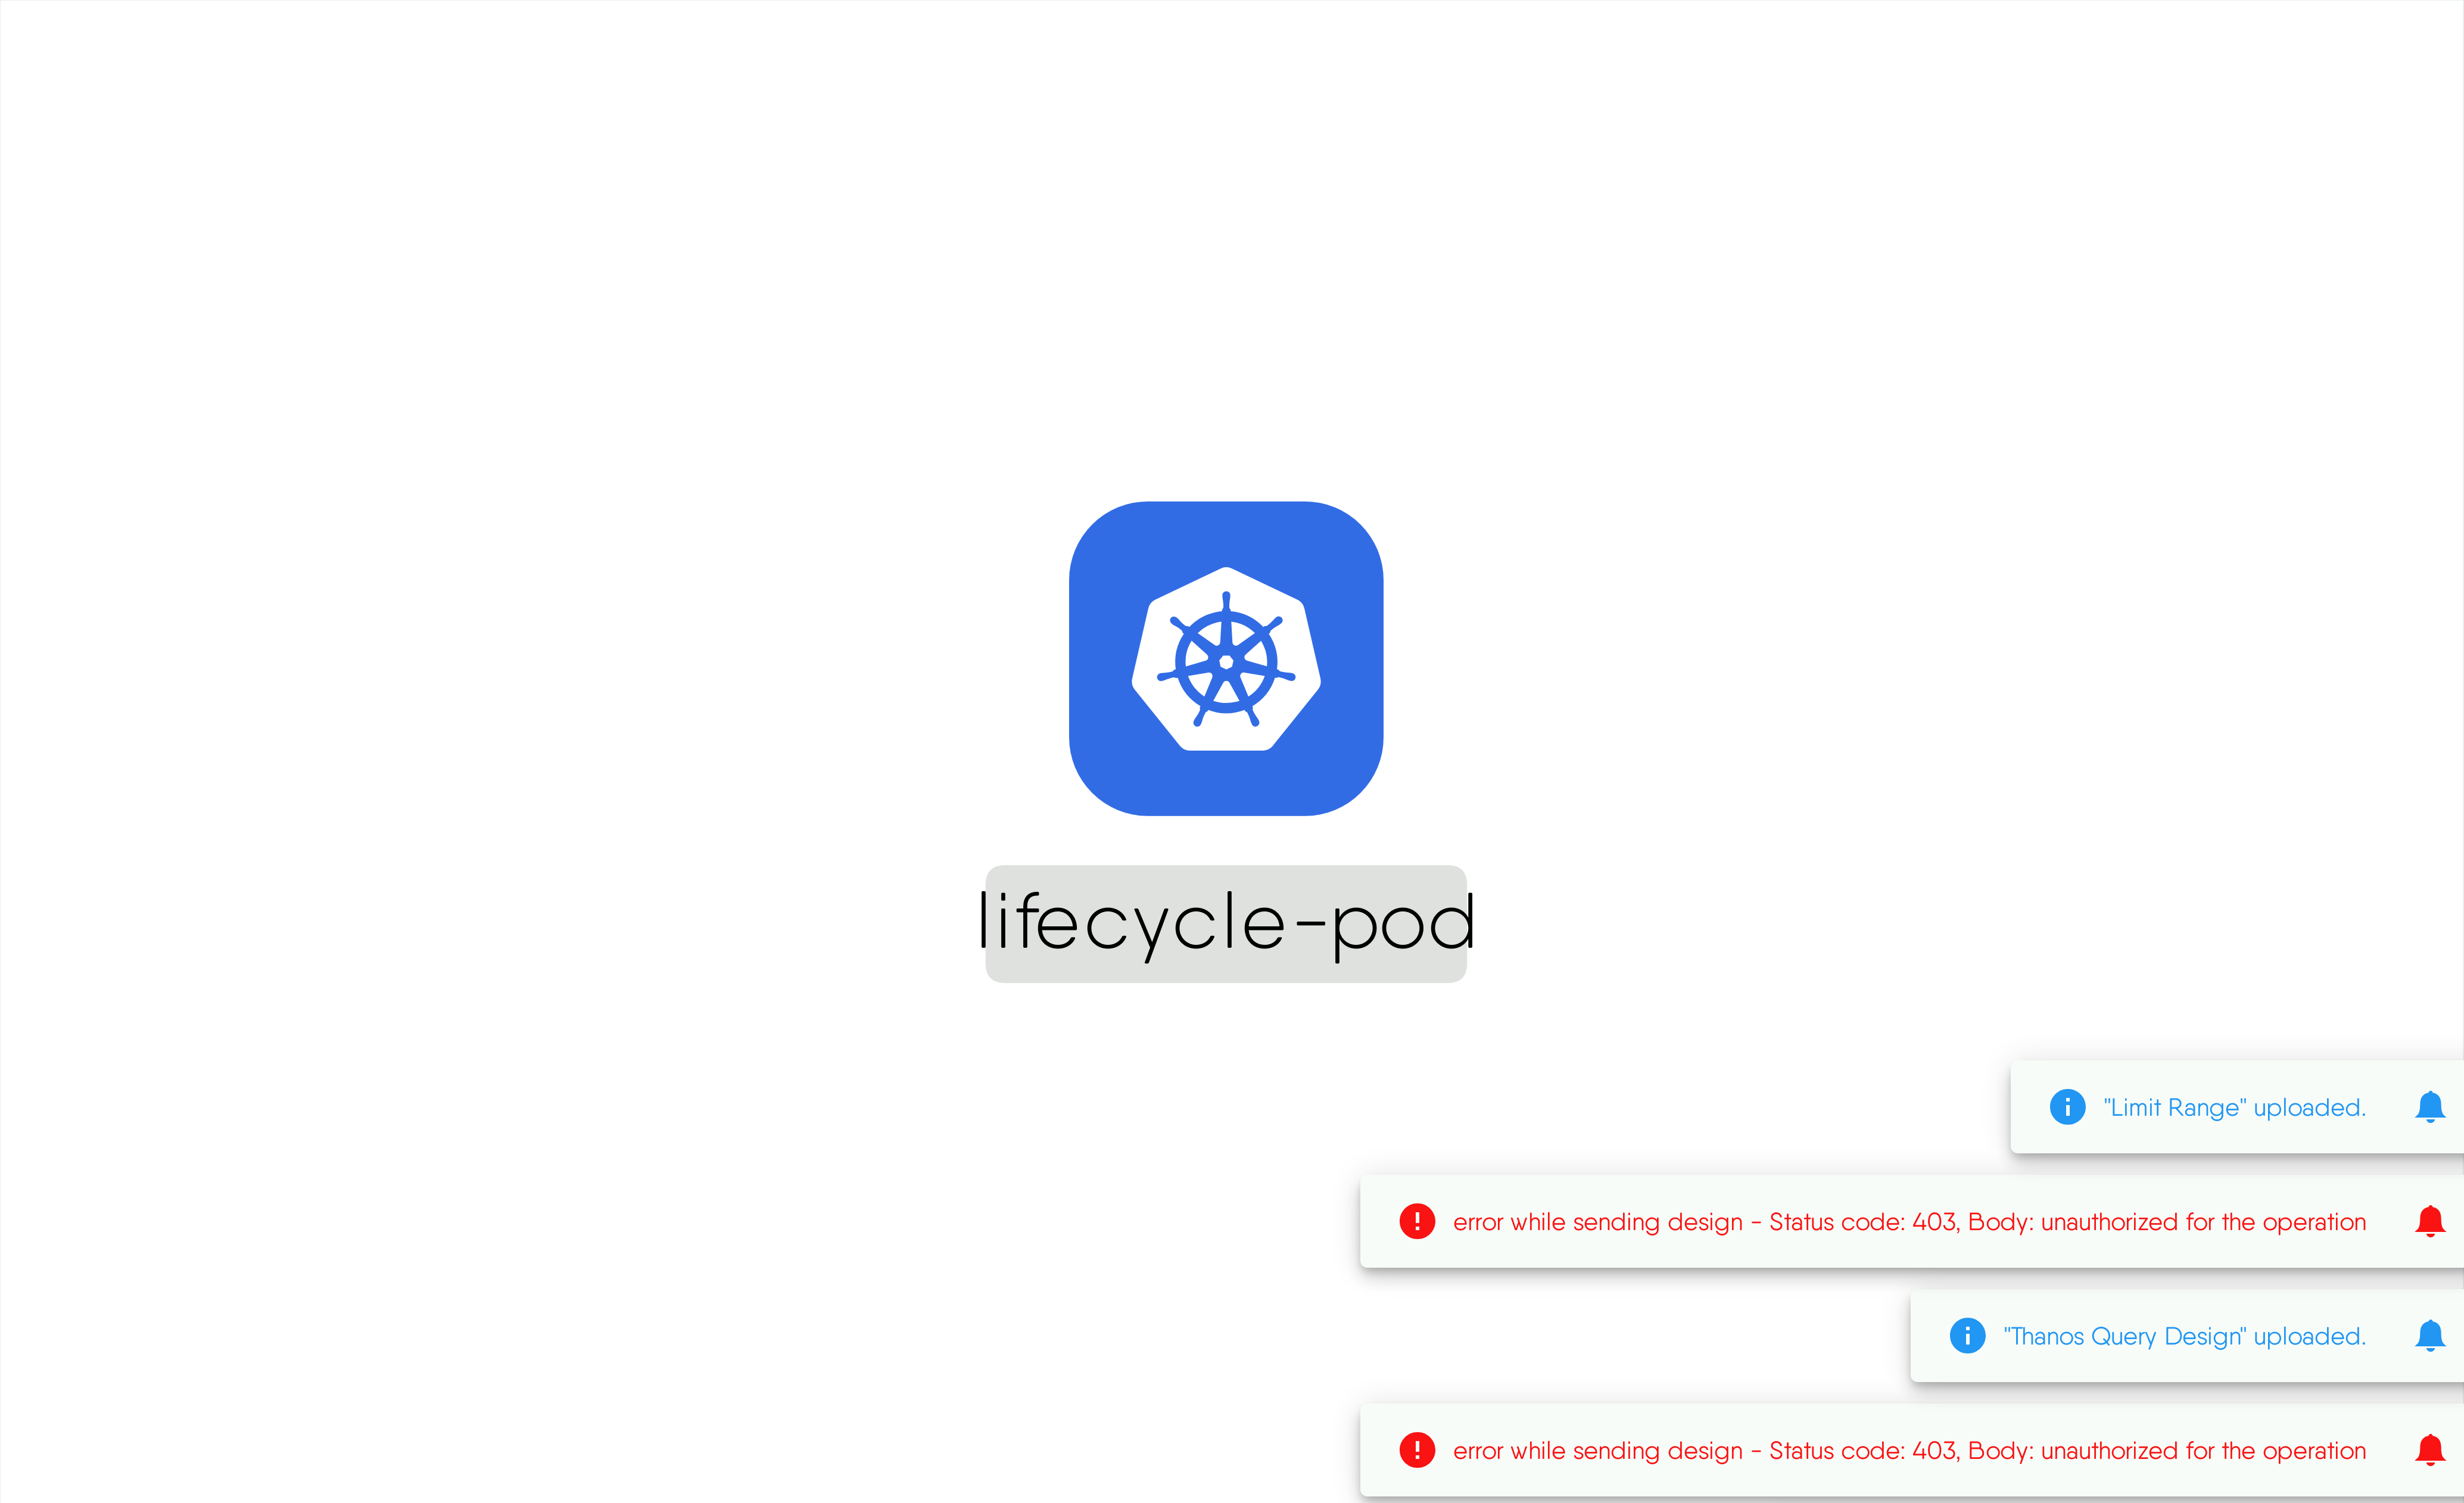 lifecycle-pod
"Limit Range" uploaded.
error while sending design - Status code: 403, Body: unauthorized for the operation
"Thanos Query Design" uploaded.
error while sending design - Status code: 403, Body: unauthorized for the operation